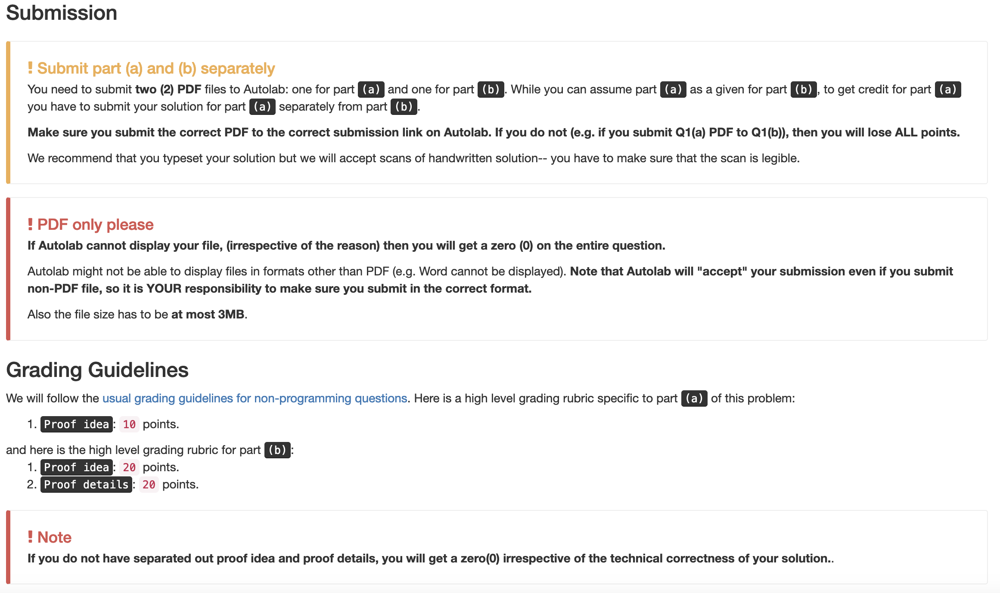 Submission
! Submit part (a) and (b) separately
You need to submit two (2) PDF files to Autolab: one for part (a) and one for part (b). While you can assume part (a) as a given for part (b), to get credit for part (a)
you have to submit your solution for part (a) separately from part (b).
Make sure you submit the correct PDF to the correct submission link on Autolab. If you do not (e.g. if you submit Q1(a) PDF to Q1(b)), then you will lose ALL points.
We recommend that you typeset your solution but we will accept scans of handwritten solution-- you have to make sure that the scan is legible.
! PDF only please
If Autolab cannot display your file, (irrespective of the reason) then you will get a zero (0) on the entire question.
Autolab might not be able to display files in formats other than PDF (e.g. Word cannot be displayed). Note that Autolab will "accept" your submission even if you submit
non-PDF file, so it is YOUR responsibility to make sure you submit in the correct format.
Also the file size has to be at most 3MB.
Grading Guidelines
We will follow the usual grading guidelines for non-programming questions. Here is a high level grading rubric specific to part (a) of this problem:
1. Proof idea: 10 points.
and here is the high level grading rubric for part (b):
1. Proof idea: 20 points.
2. Proof details: 20 points.
! Note
If you do not have separated out proof idea and proof details, you will get a zero(0) irrespective of the technical correctness of your solution..